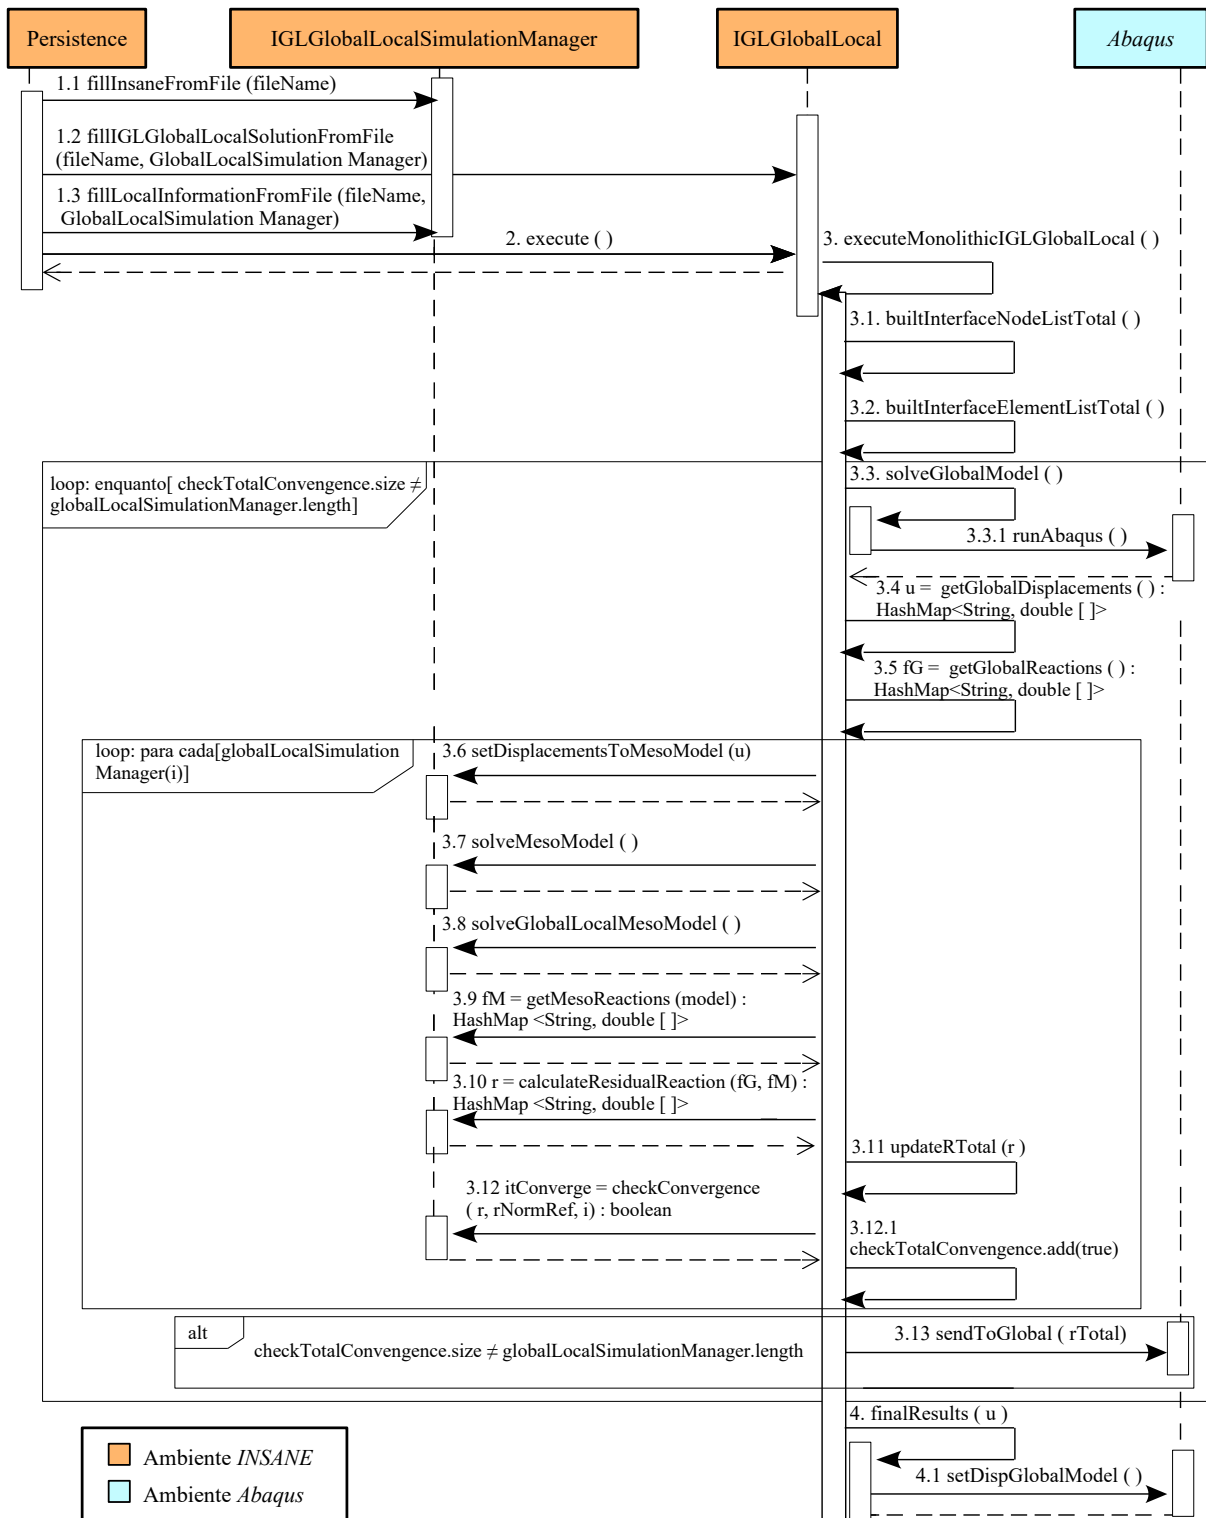 Persistence
IGLGlobalLocalSimulationManager
IGLGlobalLocal
Abaqus
1.1 fillInsaneFromFile (fileName)
1.2 fillIGLGlobalLocalSolutionFromFile
(fileName, GlobalLocalSimulation Manager)
1.3 fillLocalInformationFromFile (fileName,
GlobalLocalSimulation Manager)
2. execute ( )
3. executeMonolithicIGLGlobalLocal ( )
3.1. builtInterfaceNodeListTotal ( )
3.2. builtInterfaceElementListTotal ( )
loop: enquanto[ checkTotalConvengence.size ≠
globalLocalSimulationManager.length]
3.3. solveGlobalModel ( )
3.3.1 runAbaqus ( )
3.4 u = getGlobalDisplacements ( ) :
HashMap<String, double [ ]>
3.5 fG = getGlobalReactions ( ) :
HashMap<String, double [ ]>
loop: para cada[globalLocalSimulation
Manager(i)]
3.6 setDisplacementsToMesoModel (u)
3.7 solveMesoModel ( )
3.8 solveGlobalLocalMesoModel ( )
3.9 fM = getMesoReactions (model) :
HashMap <String, double [ ]>
3.10 r = calculateResidualReaction (fG, fM) :
HashMap <String, double [ ]>
3.11 updateRTotal (r )
3.12 itConverge = checkConvergence
( r, rNormRef, i) : boolean
3.12.1
checkTotalConvengence.add(true)
alt
checkTotalConvengence.size ≠ globalLocalSimulationManager.length
3.13 sendToGlobal ( rTotal)
4. finalResults ( u )
4.1 setDispGlobalModel ( )
Ambiente INSANE
Ambiente Abaqus